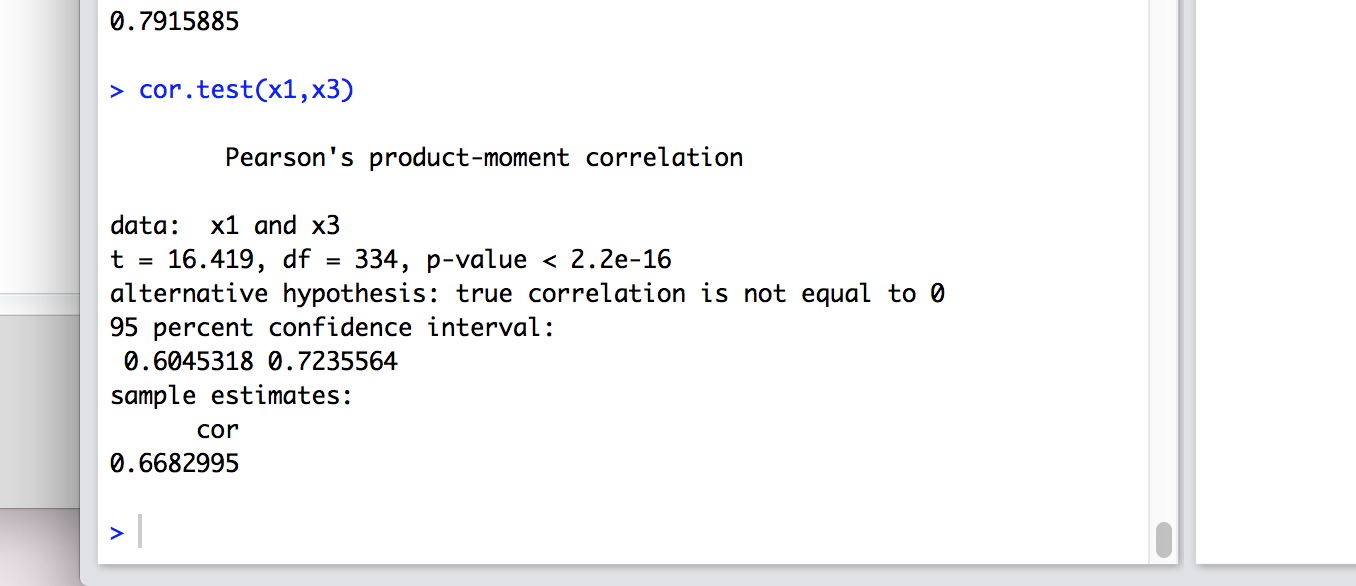 0.7915885
> cor.test(x1,x3)
Pearson's product-moment correlation
data:  x1 and x3
t = 16.419, df = 334, p-value < 2.2e-16
alternative hypothesis: true correlation is not equal to 0
95 percent confidence interval:
0.6045318 0.7235564
sample estimates:
cor
0.6682995
>